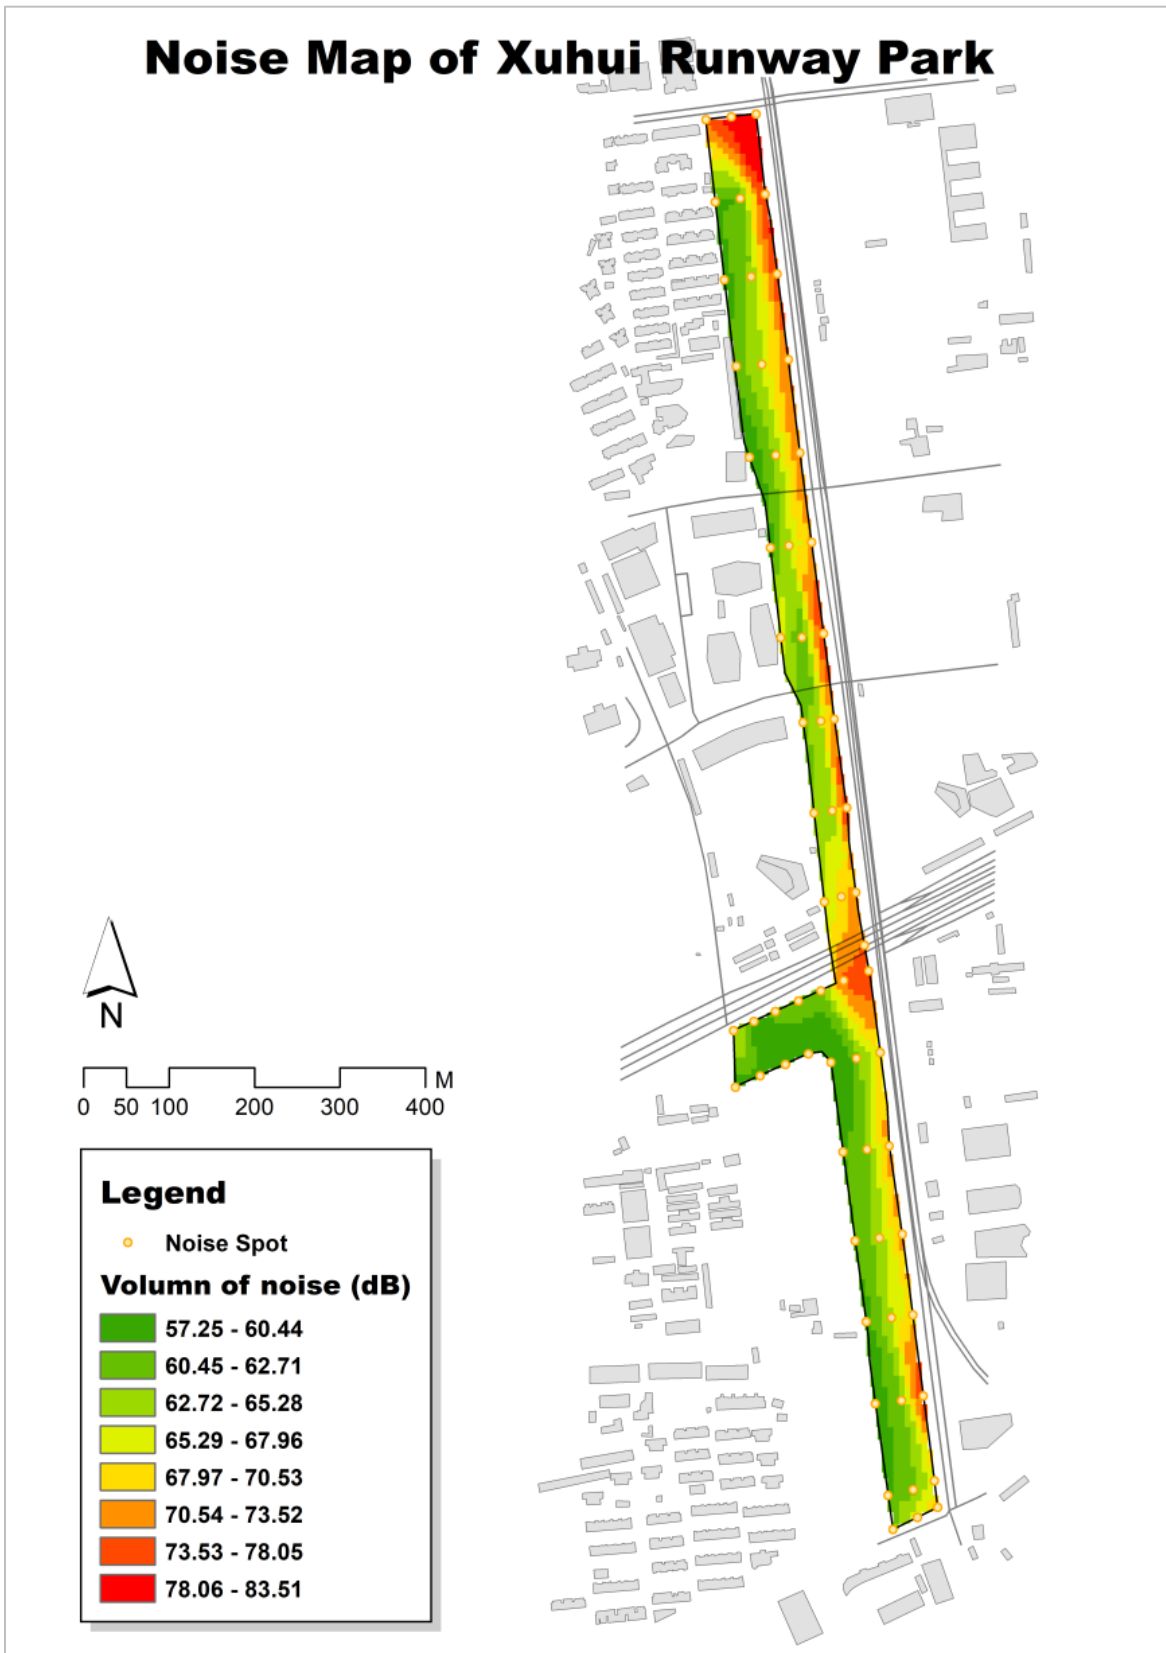 Noise Map of Xuhui Runway Park
N
M
0 50 100 200 300 400
Legend
Noise Spot
Volumn of noise (dB)
57.25 - 60.44
60.45 - 62.71
62.72 - 65.28
65.29 - 67.96
67.97 - 70.53
70.54 - 73.52
73.53 - 78.05
78.06 - 83.51